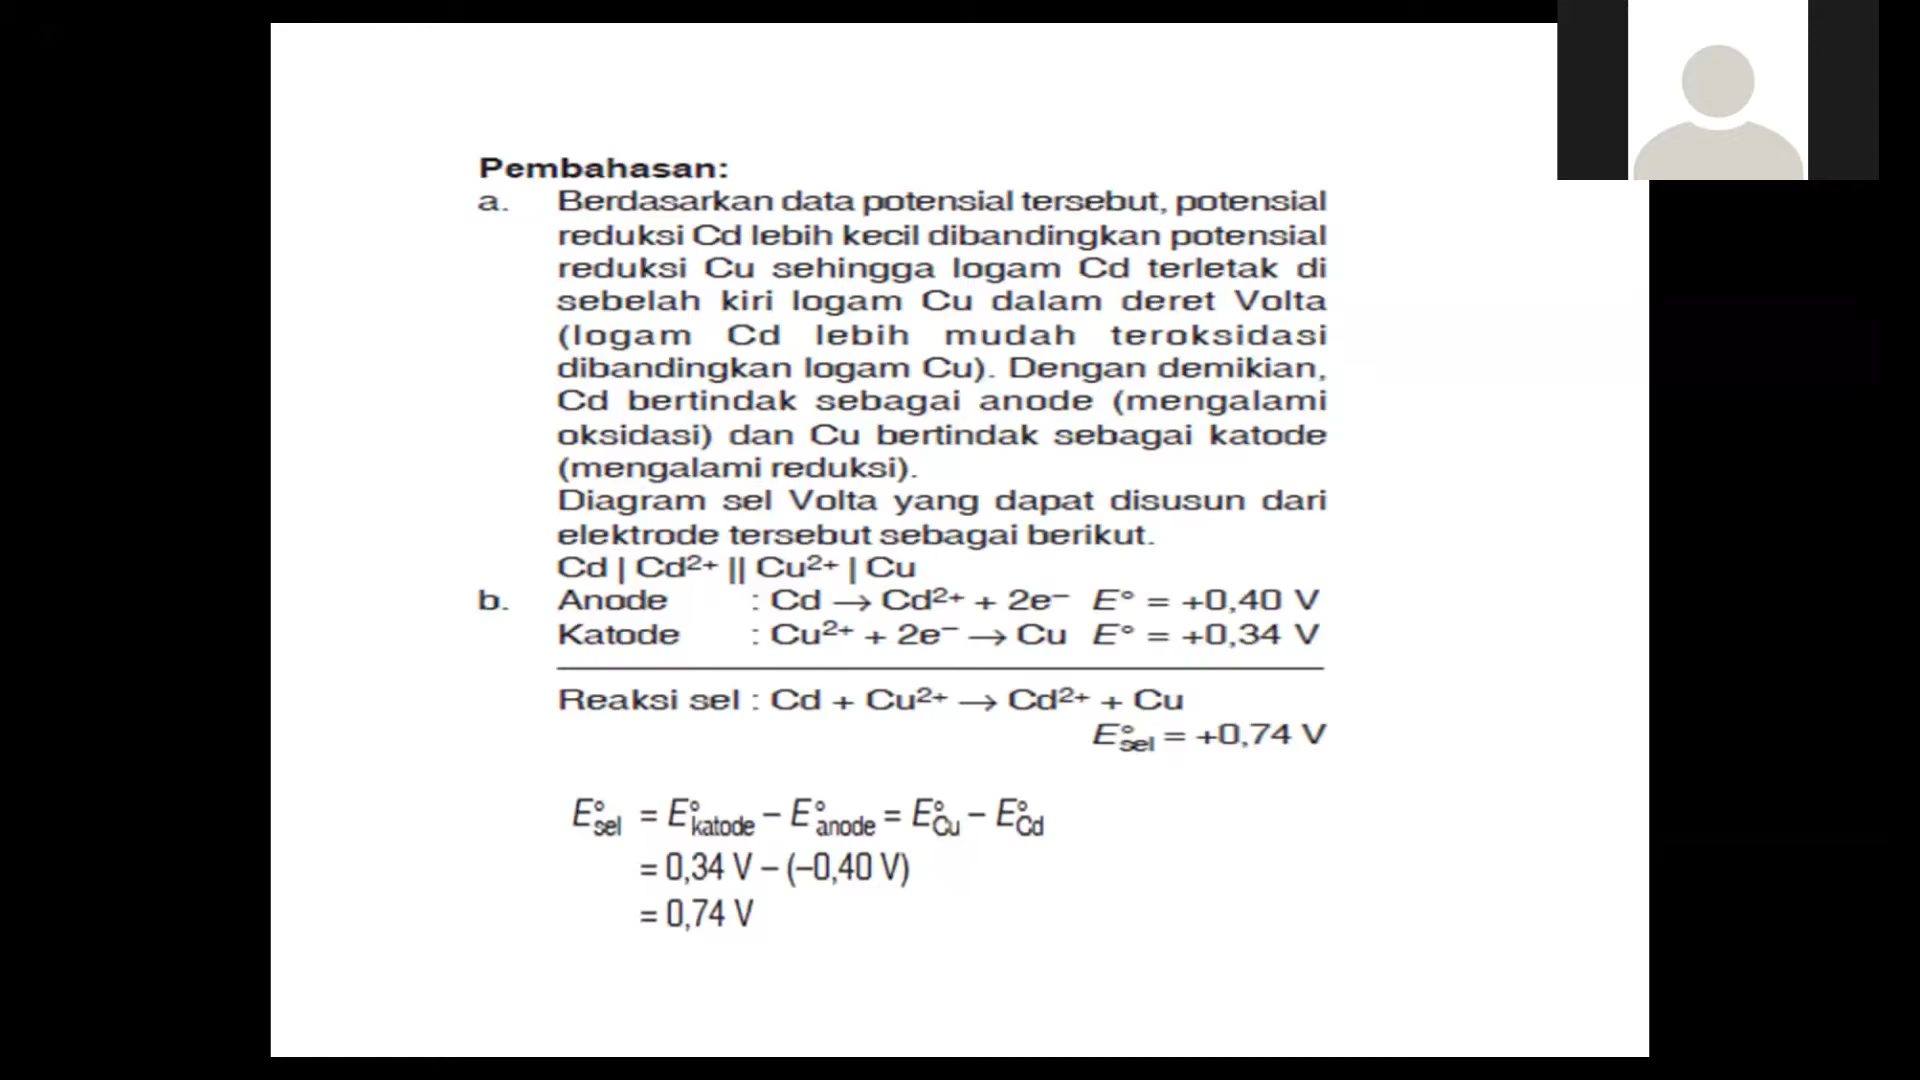 Pembahasan:
a. Berdasarkan data potensial tersebut, potensial
reduksi Cd lebih kecil dibandingkan potensial
reduksi Cu sehingga logam Cd terletak di
sebelah kiri logam Cu dalam deret Volta
(logam Cd lebih mudah teroksidasi
dibandingkan logam Cu). Dengan demikian,
Cd bertindak sebagai anode (mengalami
oksidasi) dan Cu bertindak sebagai katode
(mengalami reduksi).
Diagram sel Volta yang dapat disusun dari
elektrode tersebut sebagai berikut.
Cd | Cd²⁺ || Cu²⁺ | Cu
b. Anode : Cd → Cd²⁺ + 2e⁻ E° = +0,40 V
Katode : Cu²⁺ + 2e⁻ → Cu E° = +0,34 V
Reaksi sel : Cd + Cu²⁺ → Cd²⁺ + Cu
E°sel = +0,74 V
E°sel = E°katode – E°anode = E°Cu – E°Cd
= 0,34 V – (–0,40 V)
= 0,74 V